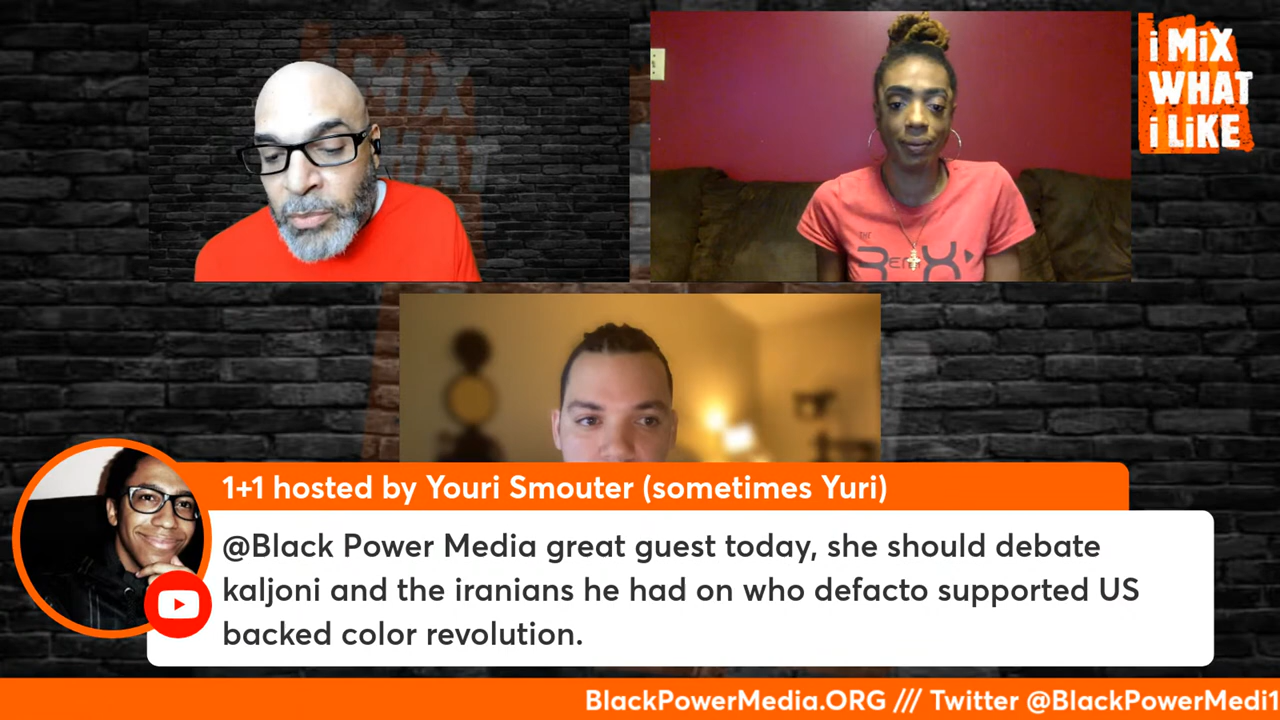 i MiX
WHAT
i LiKE
THE
REMIX
1+1 hosted by Youri Smouter (sometimes Yuri)
@Black Power Media great guest today, she should debate
kaljoni and the iranians he had on who defacto supported US
backed color revolution.
BlackPowerMedia.ORG /// Twitter @BlackPowerMedi1